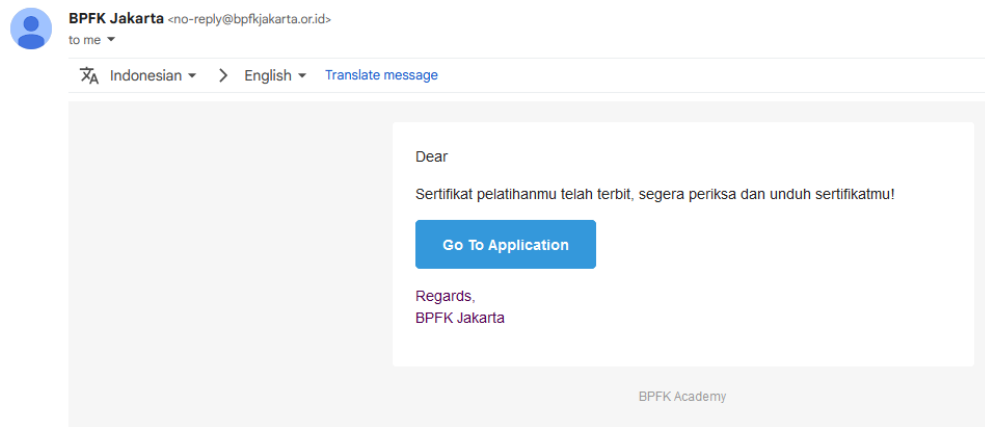 BPFK Jakarta <no-reply@bpfkjakarta.or.id>
to me
Indonesian > English Translate message
Dear
Sertifikat pelatihanmu telah terbit, segera periksa dan unduh sertifikatmu!
Go To Application
Regards,
BPFK Jakarta
BPFK Academy